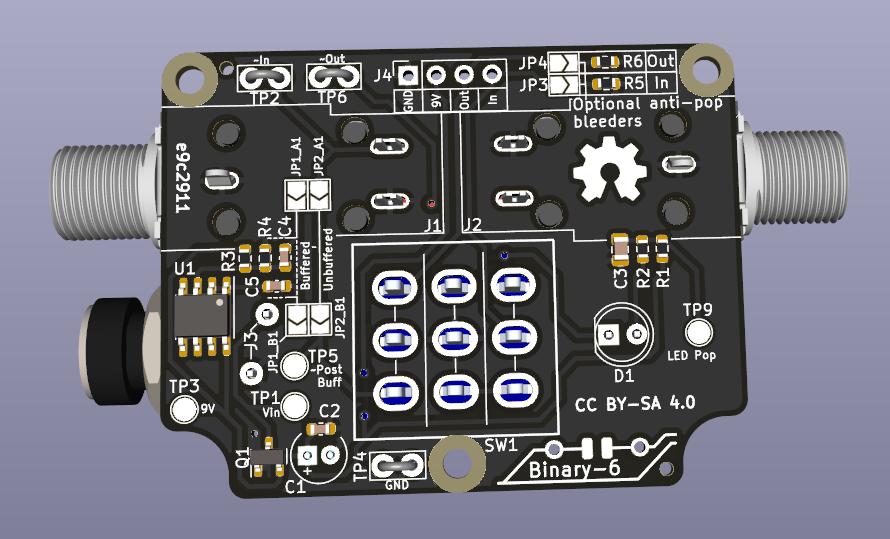 ~In
~Out
TP2
TP6
J4
GND
9V
Out
In
JP4
R6
Out
JP3
R5
In
Optional anti-pop
bleeders
e9c2911
JP1_A1
JP2_A1
J1
J2
R3
R4
C4
C5
Buffered
Unbuffered
U1
J3
JP1_B1
JP2_B1
C3
R2
R1
TP9
LED Pop
D1
TP5
~Post
Buff
TP3
9V
TP1
Vin
C2
CC BY-SA 4.0
Q1
+
C1
TP4
GND
SW1
Binary-6